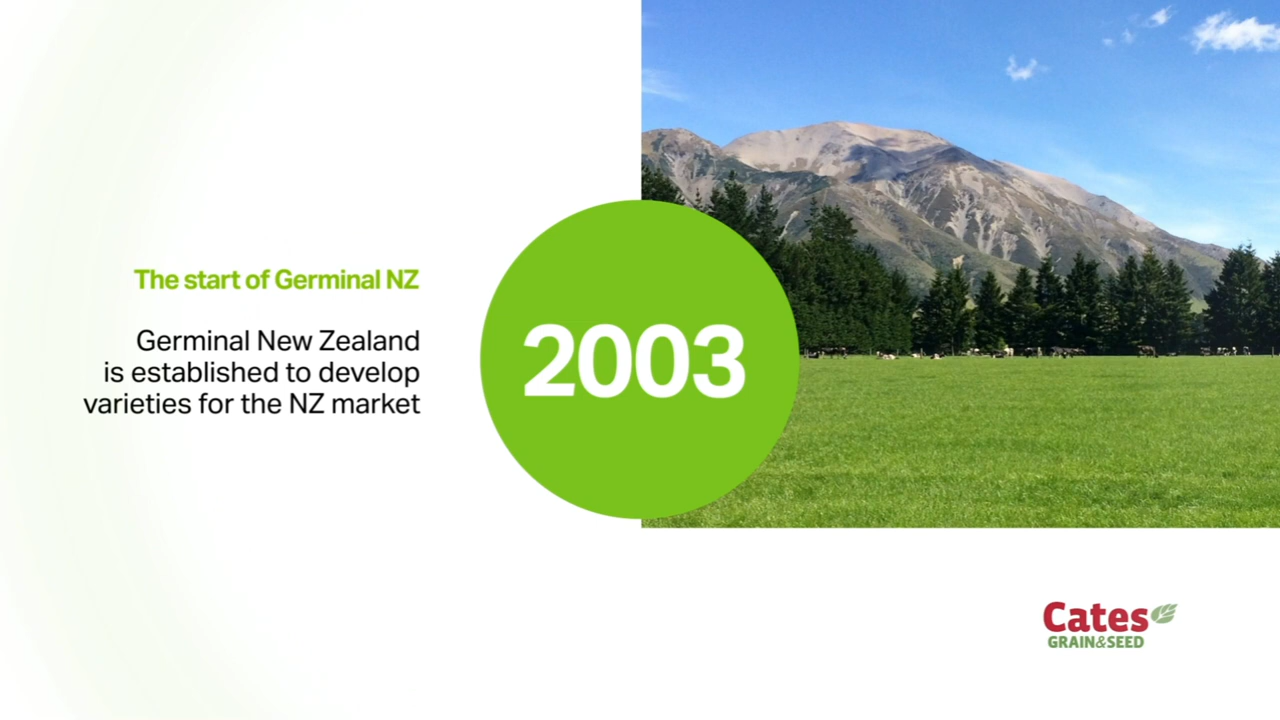 The start of Germinal NZ
Germinal New Zealand
is established to develop
varieties for the NZ market
2003
Cates
GRAIN&SEED